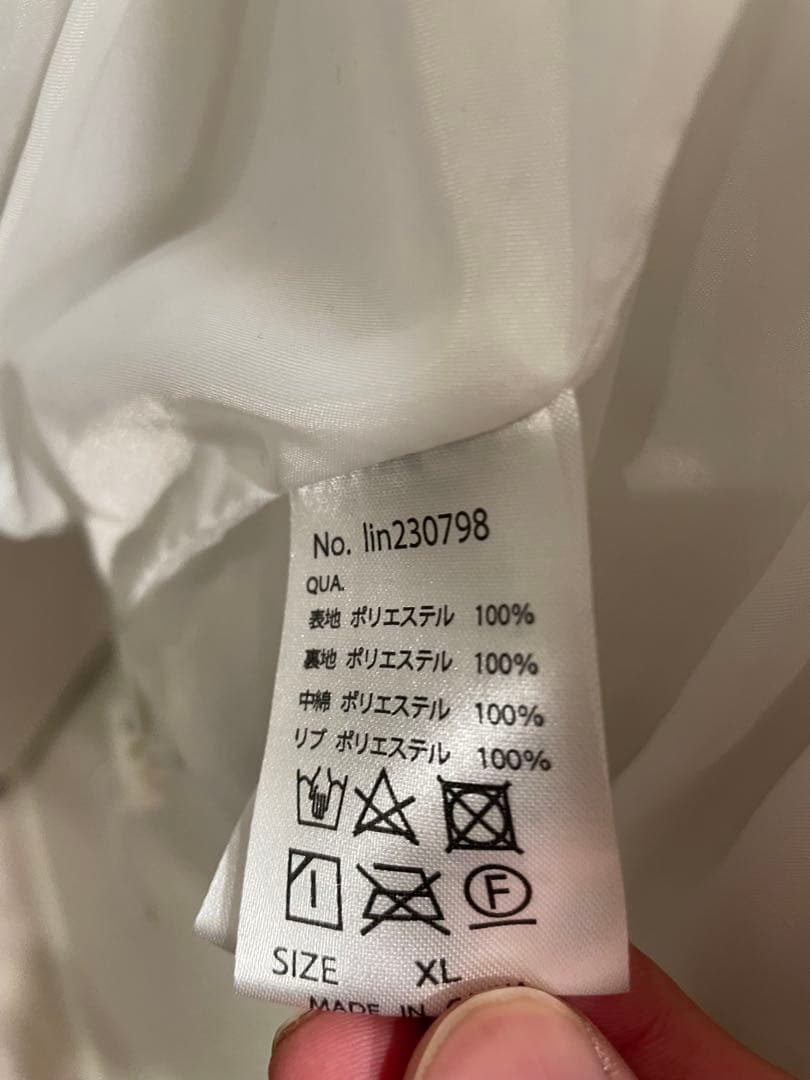 No. lin230798
QUA.
表地 ポリエステル 100%
裏地 ポリエステル 100%
中綿 ポリエステル 100%
リブ ポリエステル 100%
F
SIZE XL
MADE IN